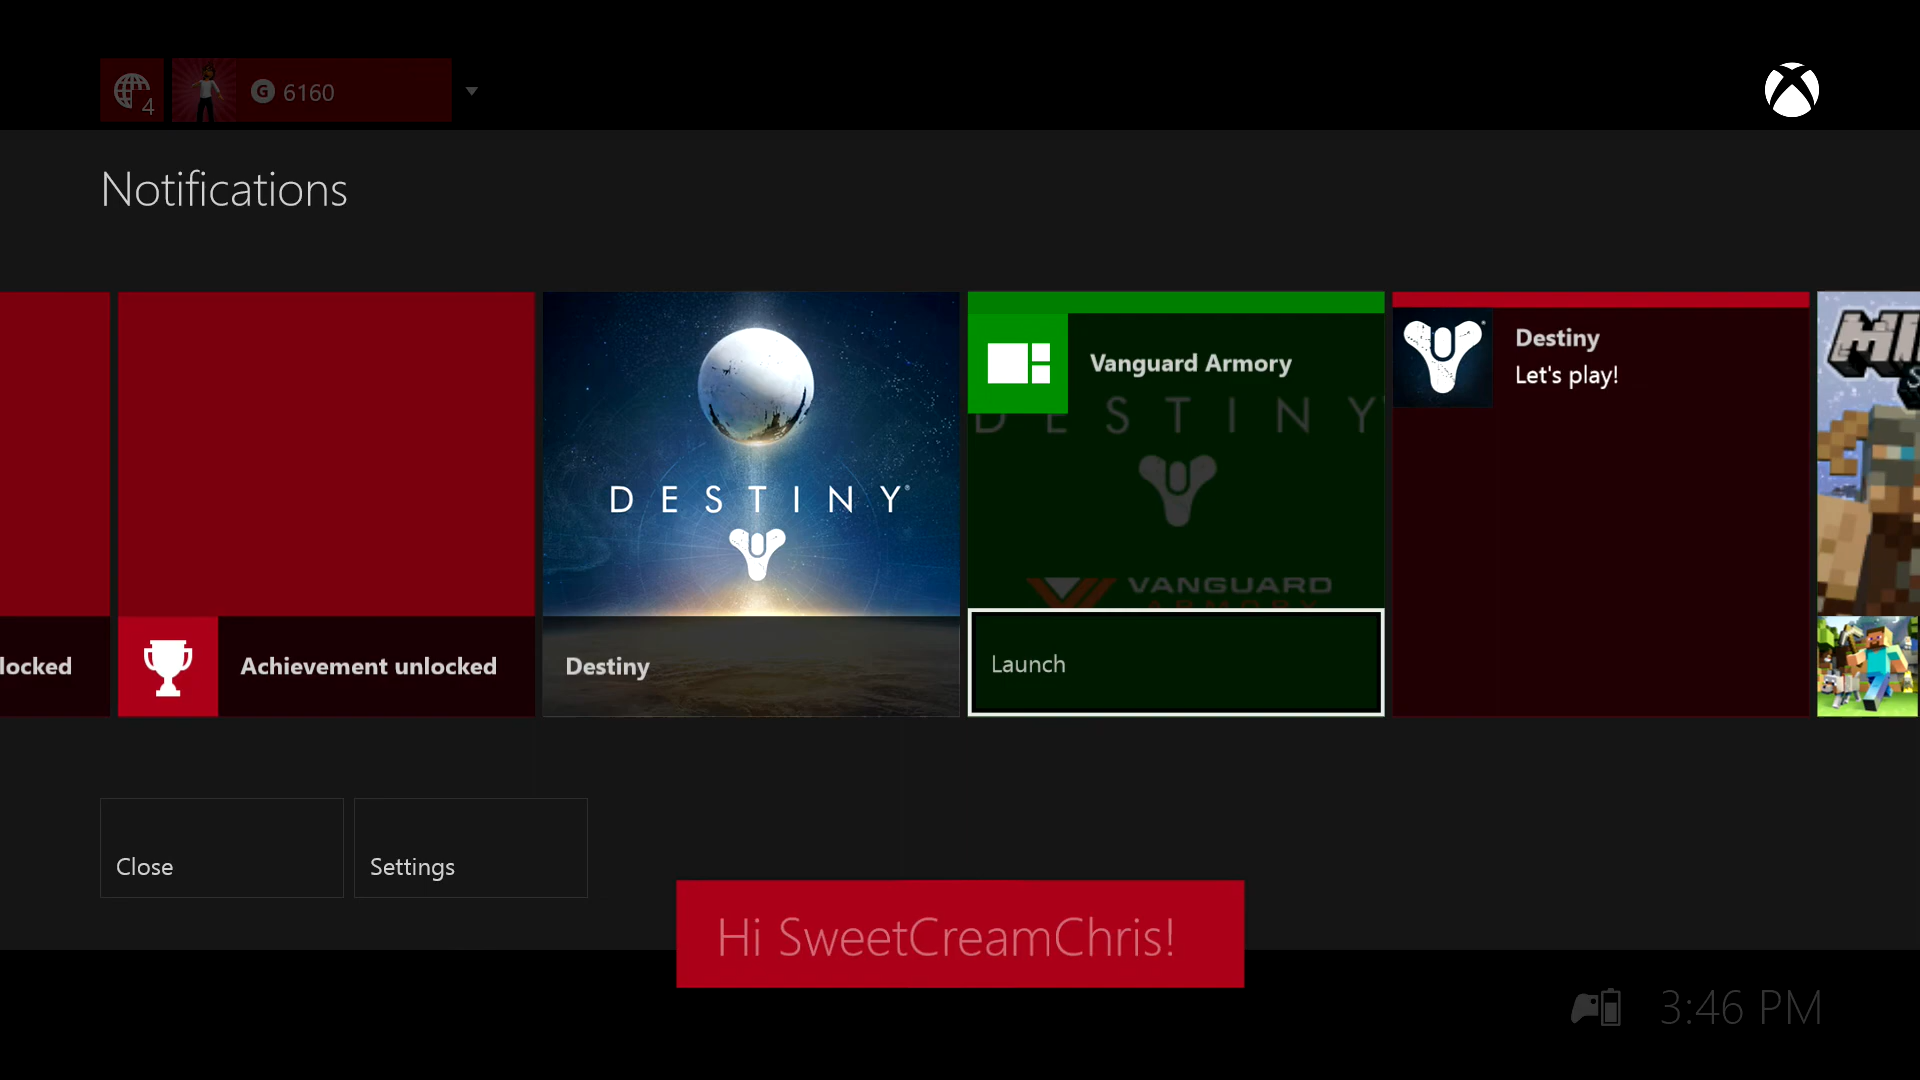 4
G 6160
Notifications
locked
Achievement unlocked
DESTINY
Destiny
Vanguard Armory
DESTINY
VANGUARD
ARMORY
Launch
Destiny
Let's play!
Close
Settings
Hi SweetCreamChris!
3:46 PM